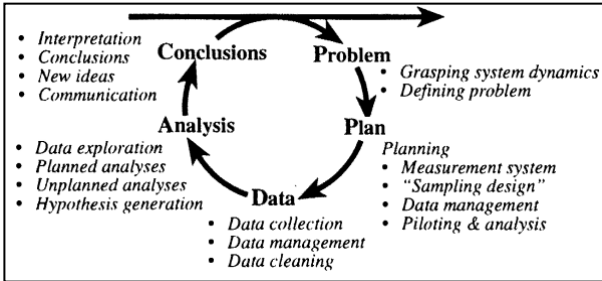 Conclusions
• Interpretation
• Conclusions
• New ideas
• Communication
Problem
• Grasping system dynamics
• Defining problem
Plan
Planning
• Measurement system
• “Sampling design”
• Data management
• Piloting & analysis
Data
• Data collection
• Data management
• Data cleaning
Analysis
• Data exploration
• Planned analyses
• Unplanned analyses
• Hypothesis generation